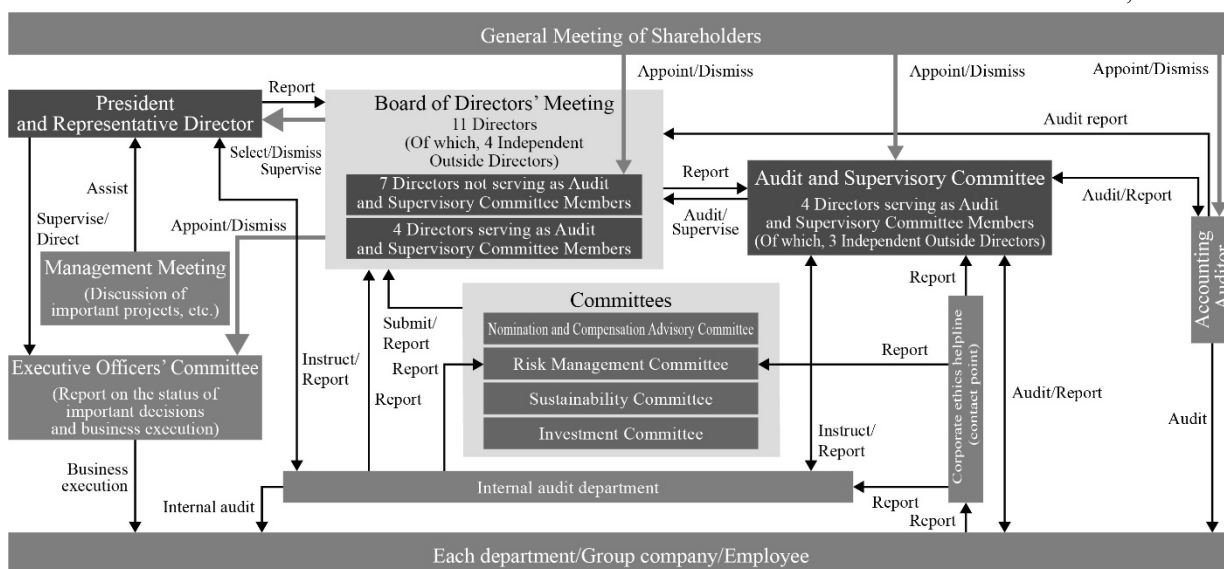 General Meeting of Shareholders
Appoint/Dismiss
Appoint/Dismiss
Appoint/Dismiss
President
and Representative Director
Report
Select/Dismiss
Supervise
Board of Directors' Meeting
11 Directors
(Of which, 4 Independent
Outside Directors)
7 Directors not serving as Audit
and Supervisory Committee Members
4 Directors serving as Audit
and Supervisory Committee Members
Audit report
Report
Audit/
Supervise
Audit and Supervisory Committee
4 Directors serving as Audit
and Supervisory Committee Members
(Of which, 3 Independent Outside Directors)
Audit/Report
Accounting
Auditor
Assist
Supervise/
Direct
Appoint/Dismiss
Management Meeting
(Discussion of
important projects, etc.)
Executive Officers' Committee
(Report on the status of
important decisions
and business execution)
Instruct/
Report
Submit/
Report
Report
Report
Committees
Nomination and Compensation Advisory Committee
Risk Management Committee
Sustainability Committee
Investment Committee
Report
Report
Corporate ethics helpline
(contact point)
Instruct/
Report
Audit/Report
Audit
Business
execution
Internal audit
Internal audit department
Report
Report
Each department/Group company/Employee